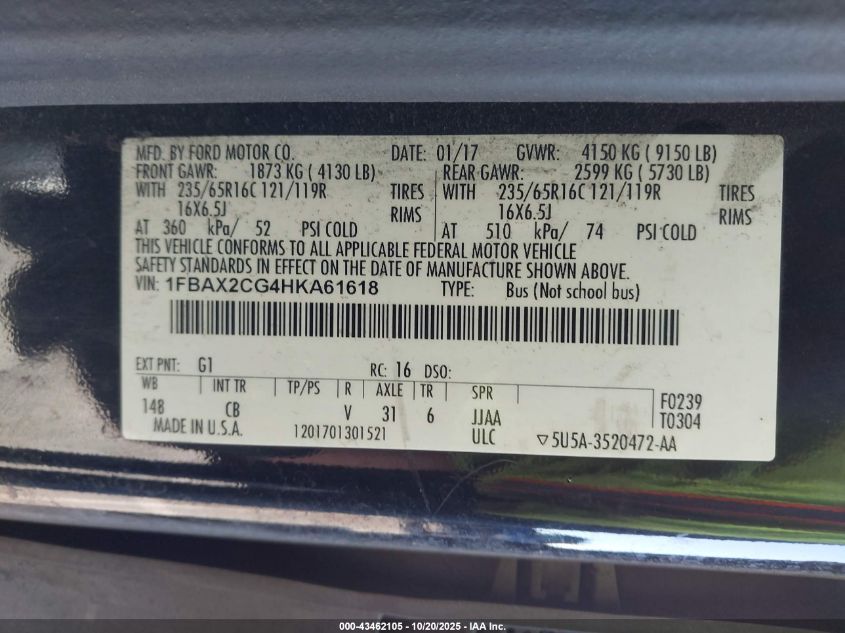 MFD. BY FORD MOTOR CO. DATE: 01/17 GVWR: 4150 KG ( 9150 LB)
FRONT GAWR: 1873 KG ( 4130 LB) REAR GAWR: 2599 KG ( 5730 LB)
WITH 235/65R16C 121/119R TIRES WITH 235/65R16C 121/119R TIRES
16X6.5J RIMS 16X6.5J RIMS
AT 360 kPa/ 52 PSI COLD AT 510 kPa/ 74 PSI COLD
THIS VEHICLE CONFORMS TO ALL APPLICABLE FEDERAL MOTOR VEHICLE
SAFETY STANDARDS IN EFFECT ON THE DATE OF MANUFACTURE SHOWN ABOVE.
VIN: 1FBAX2CG4HKA61618 TYPE: Bus (Not school bus)
EXT PNT: G1 RC: 16 DSO:
WB INT TR TP/PS R AXLE TR SPR F0239
148 CB V 31 6 JJAA T0304
MADE IN U.S.A. 1201701301521 ULC ▽5U5A-3520472-AA
000-43462105 - 10/20/2025 - IAA Inc.